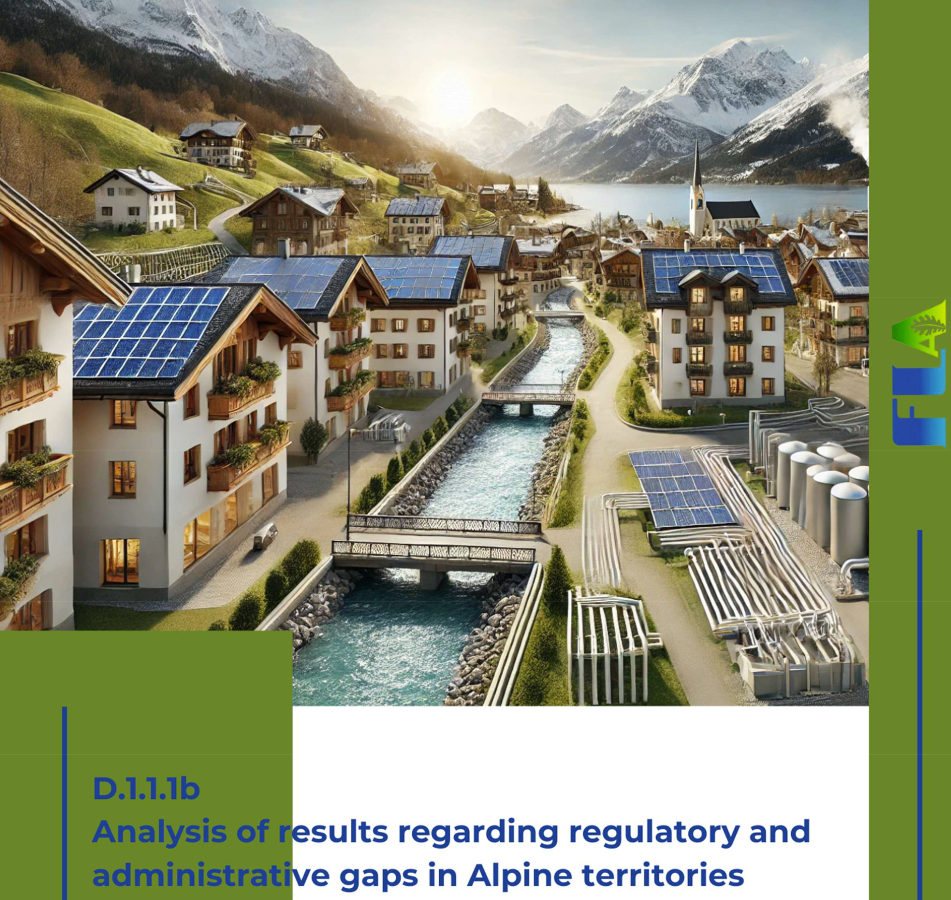 FLA
D.1.1.1b
Analysis of results regarding regulatory and
administrative gaps in Alpine territories